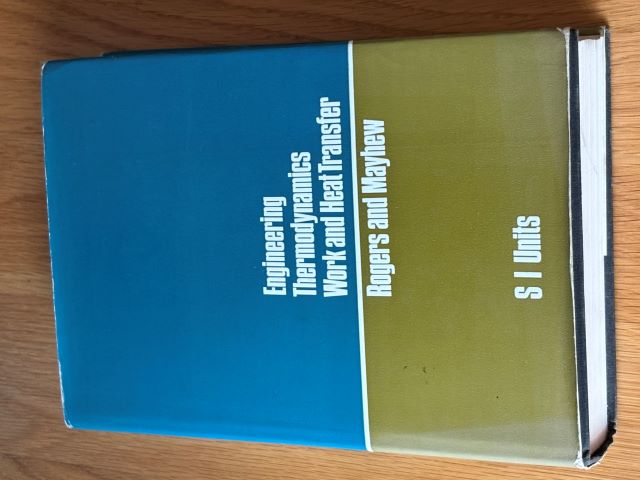 Engineering
Thermodynamics
Work and Heat Transfer
Rogers and Mayhew
S I Units